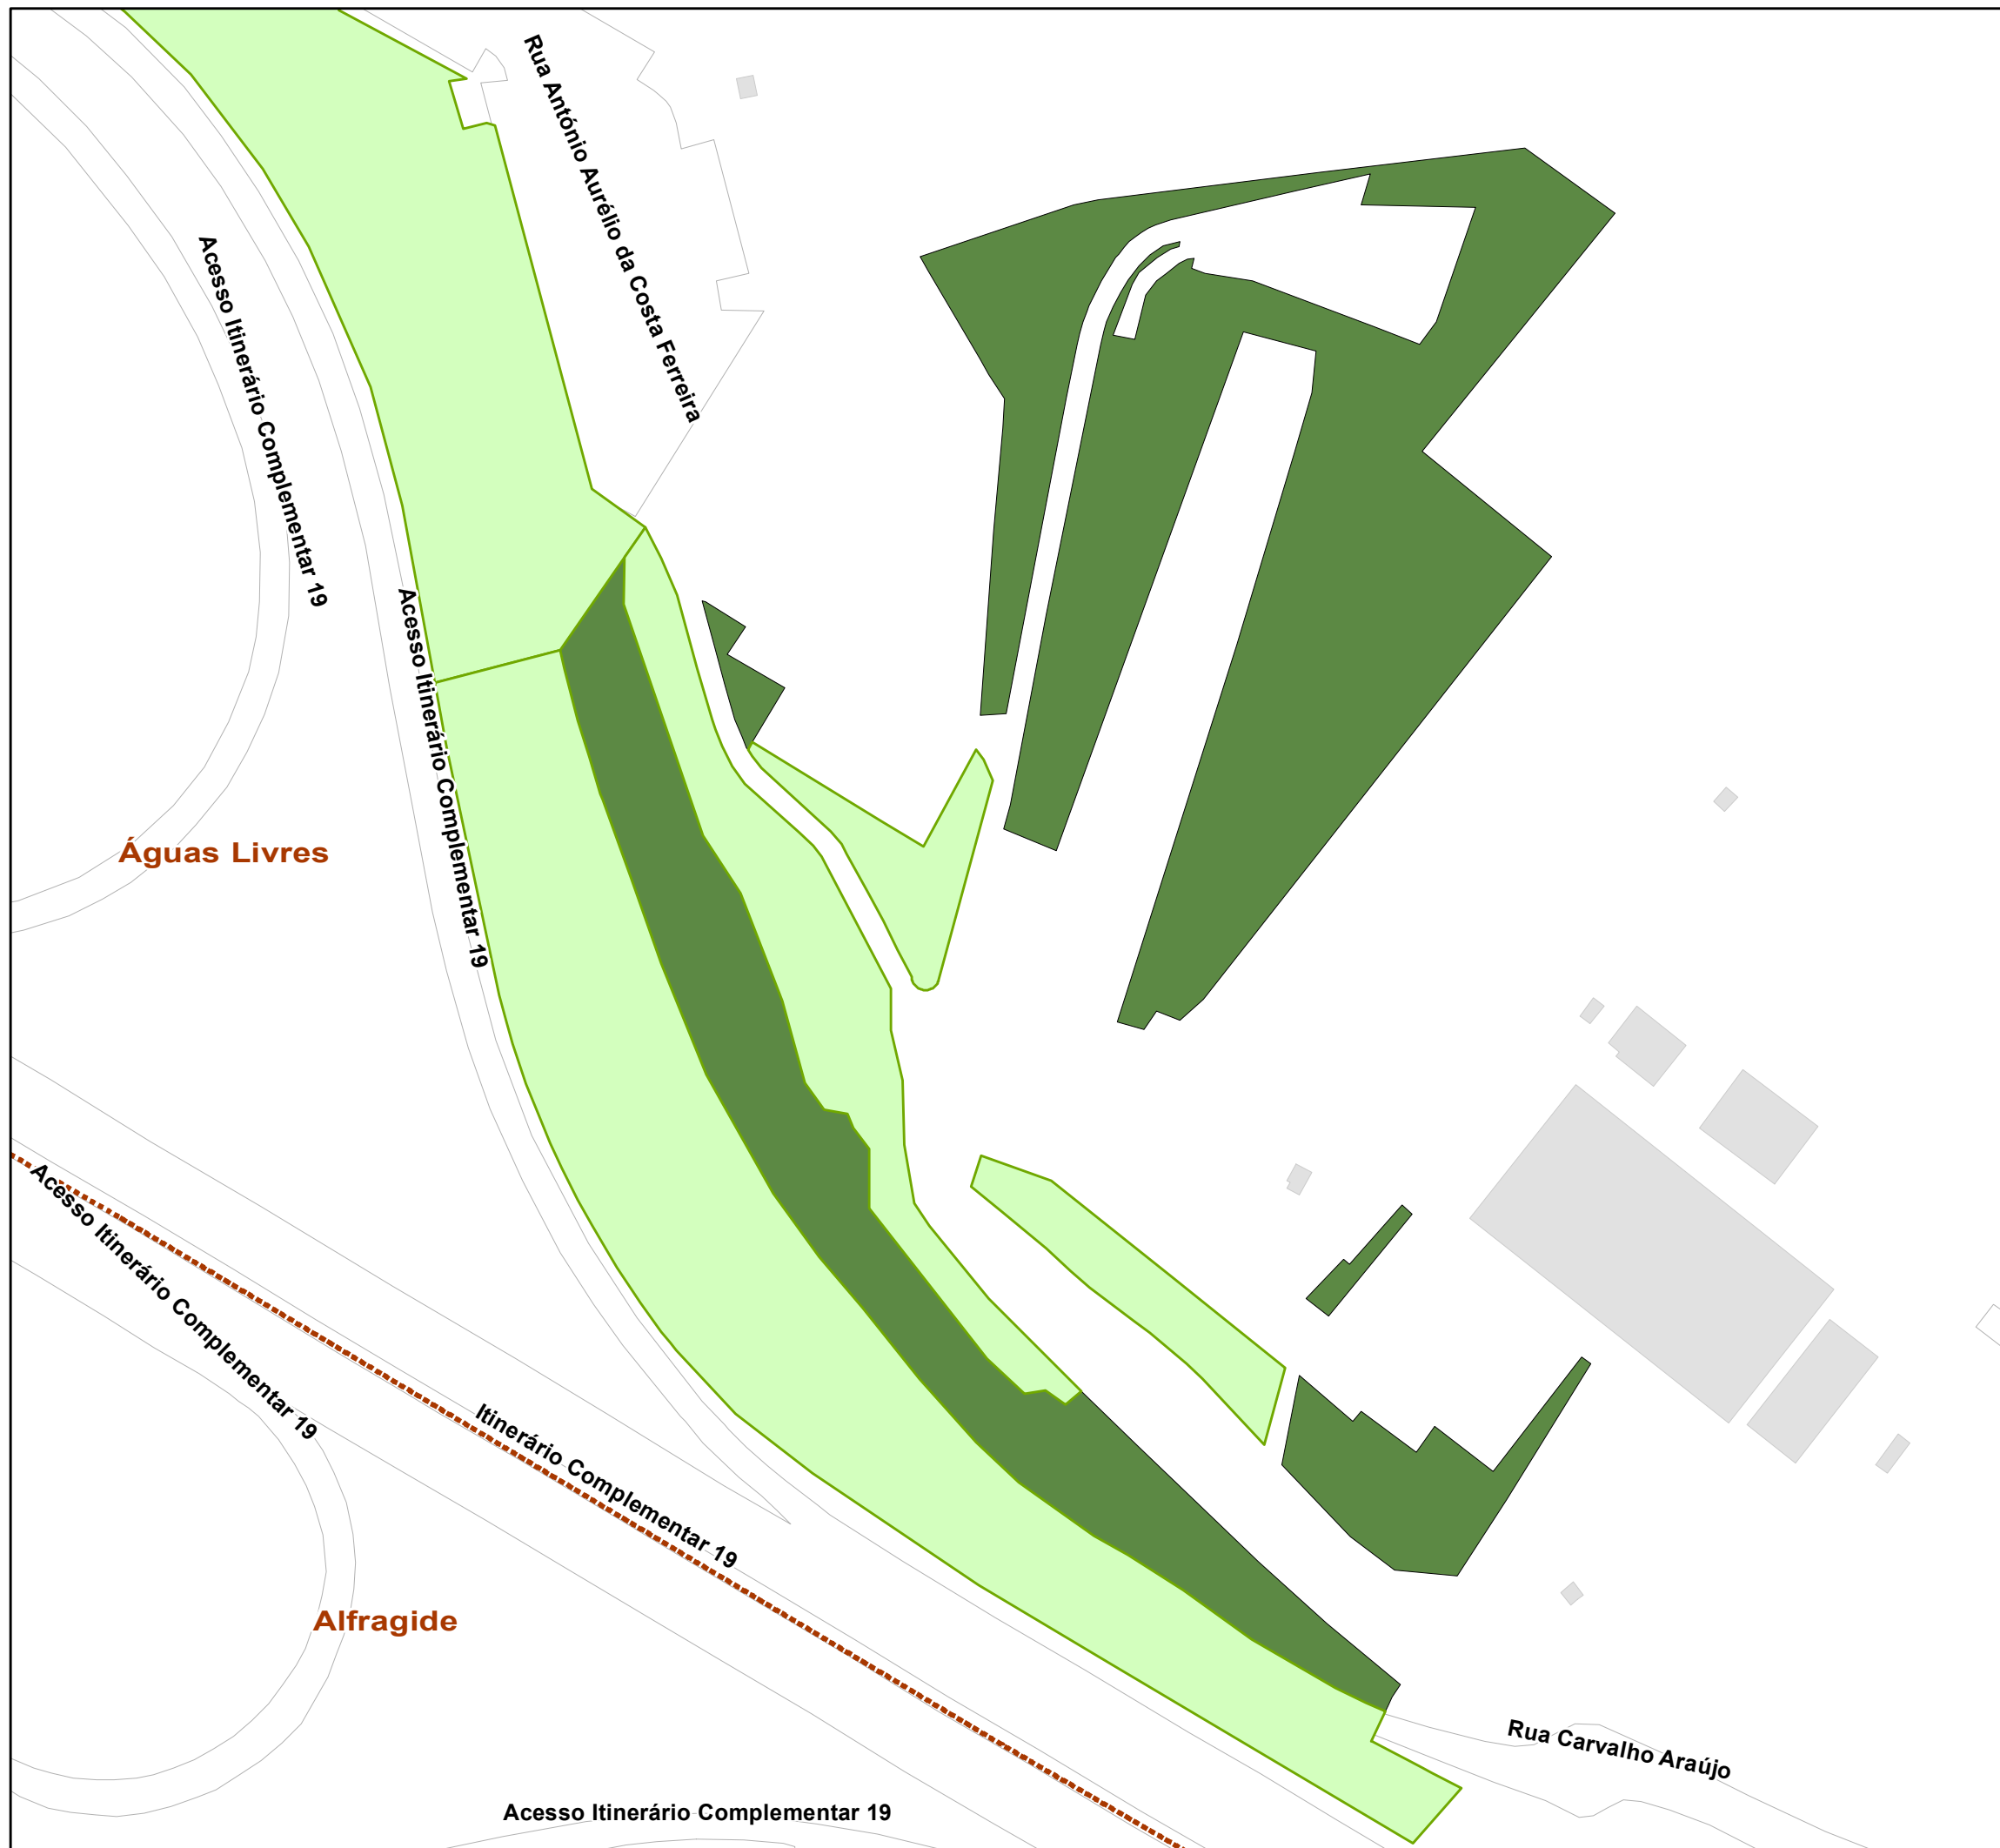 Rua António Aurélio da Costa Ferreira
Acesso Itinerário Complementar 19
Acesso Itinerário Complementar 19
Águas Livres
Acesso Itinerário Complementar 19
Itinerário Complementar 19
Alfragide
Rua Carvalho Araújo
Acesso Itinerário Complementar 19